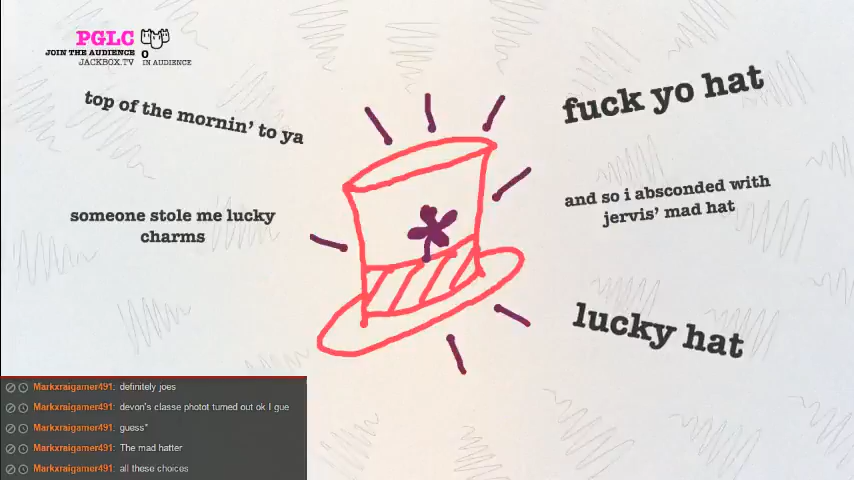 PGLC
JOIN THE AUDIENCE
JACKBOX.TV
0
IN AUDIENCE
top of the mornin' to ya
someone stole me lucky
charms
fuck yo hat
and so i absconded with
jervis' mad hat
lucky hat
Markxraigamer491: definitely joes
Markxraigamer491: devon's classe photot turned out ok I gue
Markxraigamer491: guess*
Markxraigamer491: The mad hatter
Markxraigamer491: all these choices